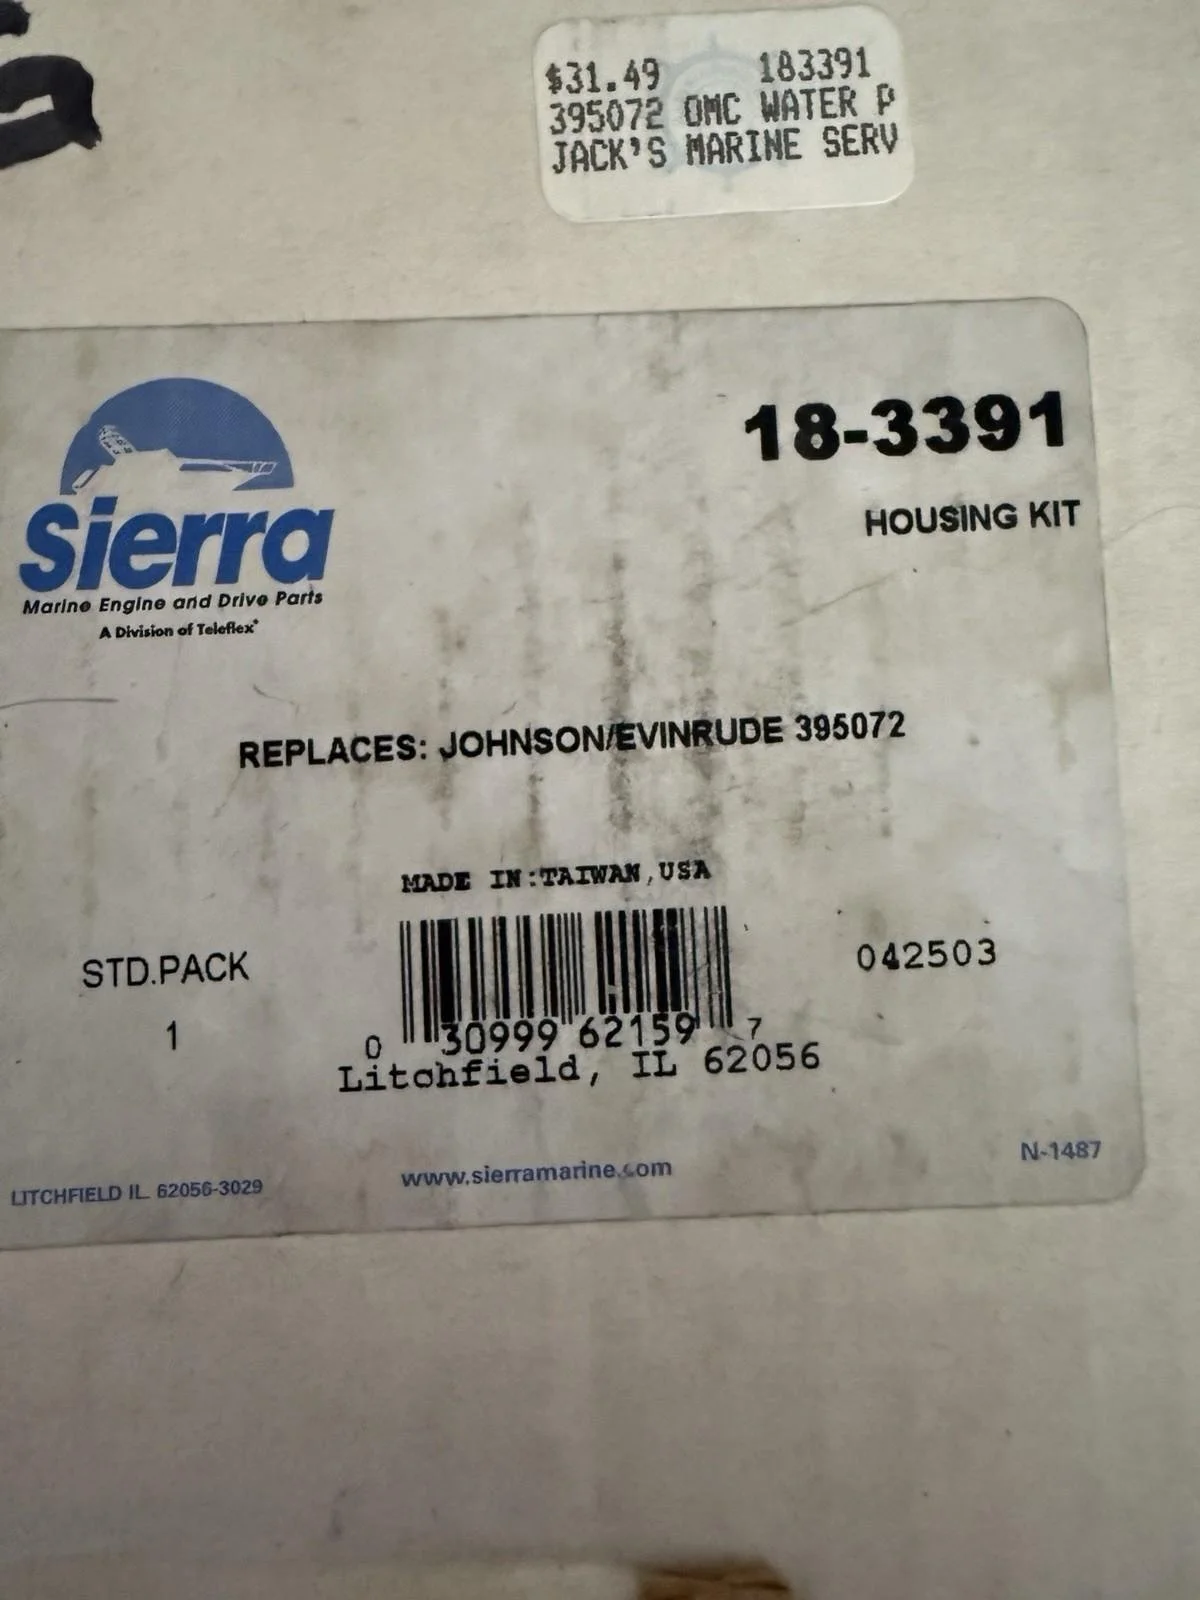 $31.49 183391
395072 OMC WATER P
JACK'S MARINE SERV
18-3391
HOUSING KIT
Sierra
Marine Engine and Drive Parts
A Division of Teleflex
REPLACES: JOHNSON/EVINRUDE 395072
MADE IN:TAIWAN,USA
STD.PACK
1
042503
0 30999 62159 7
Litchfield, IL 62056
LITCHFIELD IL 62056-3029
www.sierramarine.com
N-1487